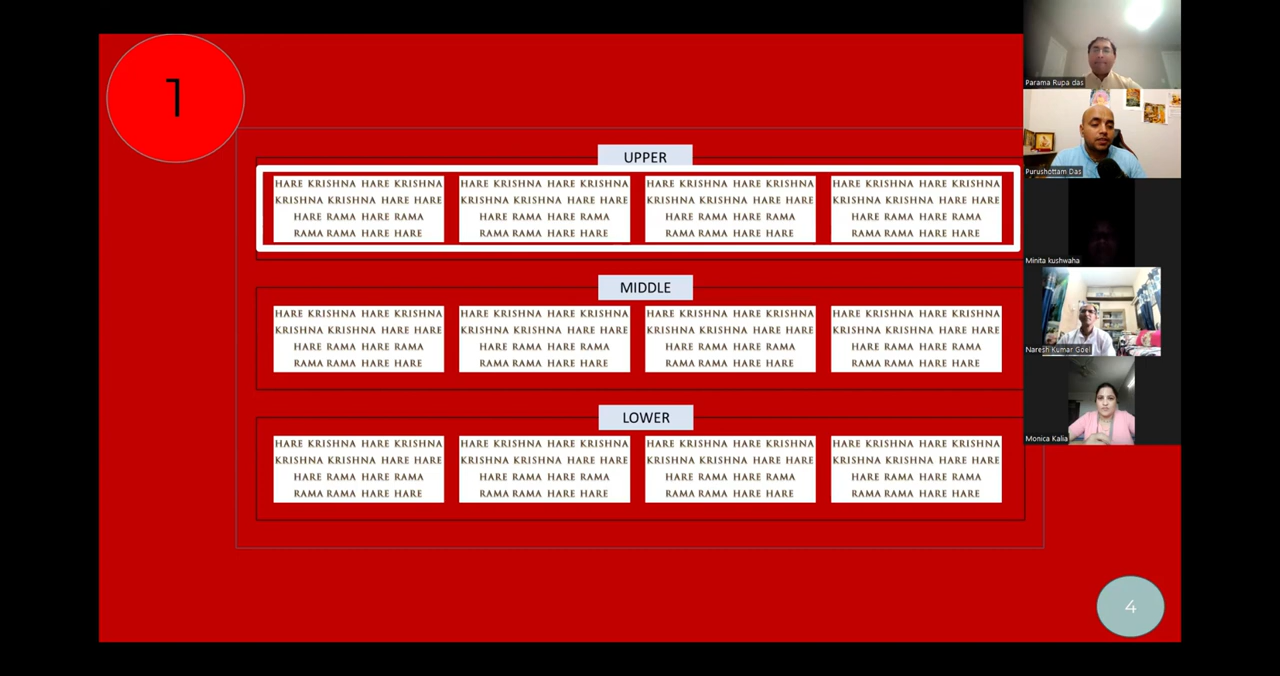 1
UPPER
HARE KRISHNA HARE KRISHNA
KRISHNA KRISHNA HARE HARE
HARE RAMA HARE RAMA
RAMA RAMA HARE HARE
HARE KRISHNA HARE KRISHNA
KRISHNA KRISHNA HARE HARE
HARE RAMA HARE RAMA
RAMA RAMA HARE HARE
HARE KRISHNA HARE KRISHNA
KRISHNA KRISHNA HARE HARE
HARE RAMA HARE RAMA
RAMA RAMA HARE HARE
HARE KRISHNA HARE KRISHNA
KRISHNA KRISHNA HARE HARE
HARE RAMA HARE RAMA
RAMA RAMA HARE HARE
MIDDLE
HARE KRISHNA HARE KRISHNA
KRISHNA KRISHNA HARE HARE
HARE RAMA HARE RAMA
RAMA RAMA HARE HARE
HARE KRISHNA HARE KRISHNA
KRISHNA KRISHNA HARE HARE
HARE RAMA HARE RAMA
RAMA RAMA HARE HARE
HARE KRISHNA HARE KRISHNA
KRISHNA KRISHNA HARE HARE
HARE RAMA HARE RAMA
RAMA RAMA HARE HARE
HARE KRISHNA HARE KRISHNA
KRISHNA KRISHNA HARE HARE
HARE RAMA HARE RAMA
RAMA RAMA HARE HARE
LOWER
HARE KRISHNA HARE KRISHNA
KRISHNA KRISHNA HARE HARE
HARE RAMA HARE RAMA
RAMA RAMA HARE HARE
HARE KRISHNA HARE KRISHNA
KRISHNA KRISHNA HARE HARE
HARE RAMA HARE RAMA
RAMA RAMA HARE HARE
HARE KRISHNA HARE KRISHNA
KRISHNA KRISHNA HARE HARE
HARE RAMA HARE RAMA
RAMA RAMA HARE HARE
HARE KRISHNA HARE KRISHNA
KRISHNA KRISHNA HARE HARE
HARE RAMA HARE RAMA
RAMA RAMA HARE HARE
4
Parama Rupa das
Purushottam Das
Minita kushwaha
Naresh Kumar Goel
Monica Kalia